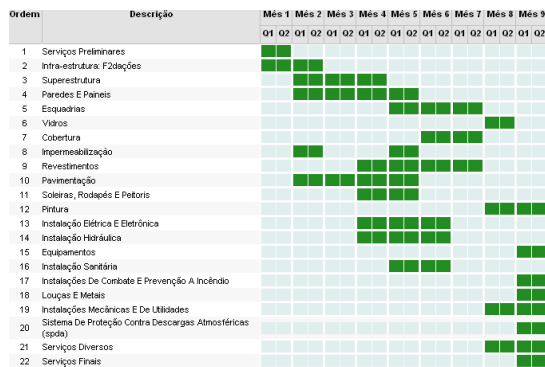 Ordem Descrição Mês 1 Mês 2 Mês 3 Mês 4 Mês 5 Mês 6 Mês 7 Mês 8 Mês 9
Q1 Q2 Q1 Q2 Q1 Q2 Q1 Q2 Q1 Q2 Q1 Q2 Q1 Q2 Q1 Q2 Q1 Q2
1 Serviços Preliminares
2 Infra-estrutura: F2dações
3 Superestrutura
4 Paredes E Paineis
5 Esquadrias
6 Vidros
7 Cobertura
8 Impermeabilização
9 Revestimentos
10 Pavimentação
11 Soleiras, Rodapés E Peitoris
12 Pintura
13 Instalação Elétrica E Eletrônica
14 Instalação Hidráulica
15 Equipamentos
16 Instalação Sanitária
17 Instalações De Combate E Prevenção A Incêndio
18 Louças E Metais
19 Instalações Mecânicas E De Utilidades
20 Sistema De Proteção Contra Descargas Atmosféricas
(spda)
21 Serviços Diversos
22 Serviços Finais